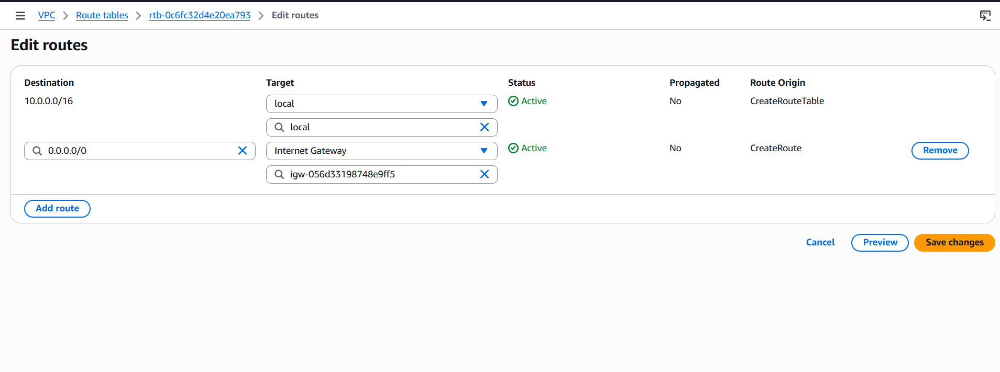 VPC > Route tables > rtb-0c6fc32d4e20ea793 > Edit routes
Edit routes
Destination Target Status Propagated Route Origin
10.0.0.0/16 local Active No CreateRouteTable
local
0.0.0.0/0 Internet Gateway Active No CreateRoute Remove
igw-056d33198748e9ff5
Add route
Cancel Preview Save changes